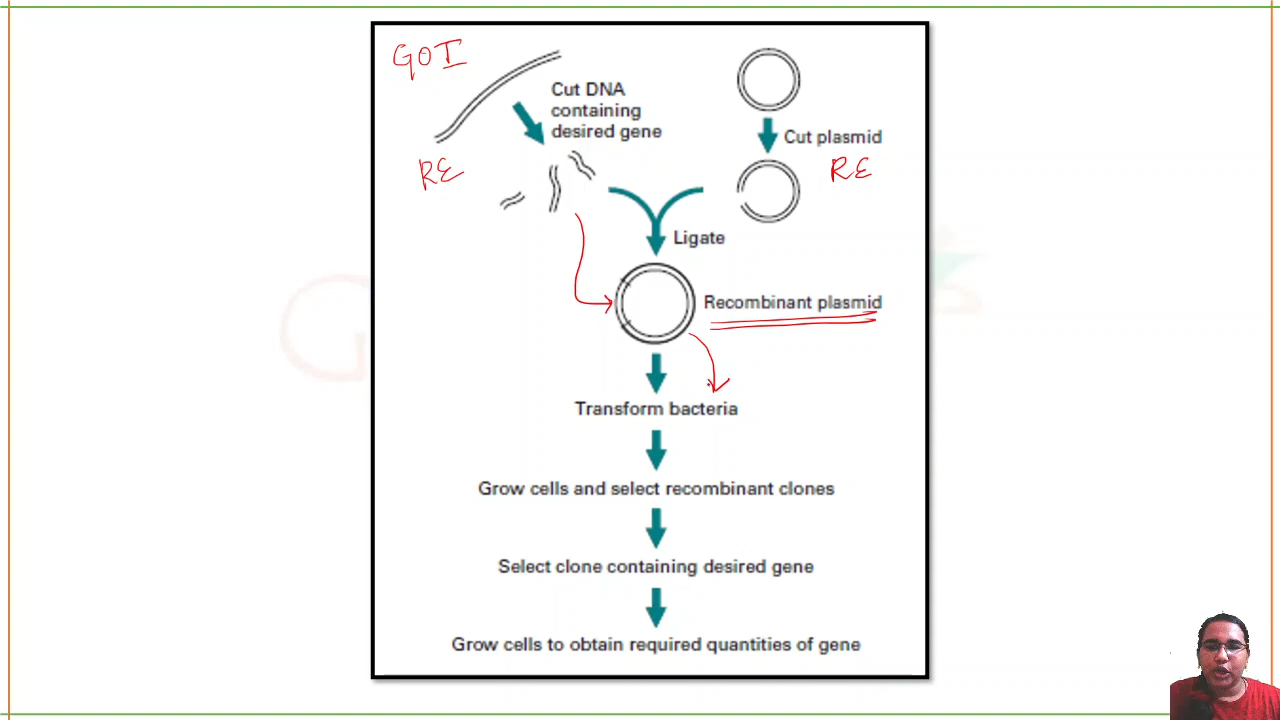 GOI
Cut DNA
containing
desired gene
Cut plasmid
RE
RE
Ligate
Recombinant plasmid
Transform bacteria
Grow cells and select recombinant clones
Select clone containing desired gene
Grow cells to obtain required quantities of gene